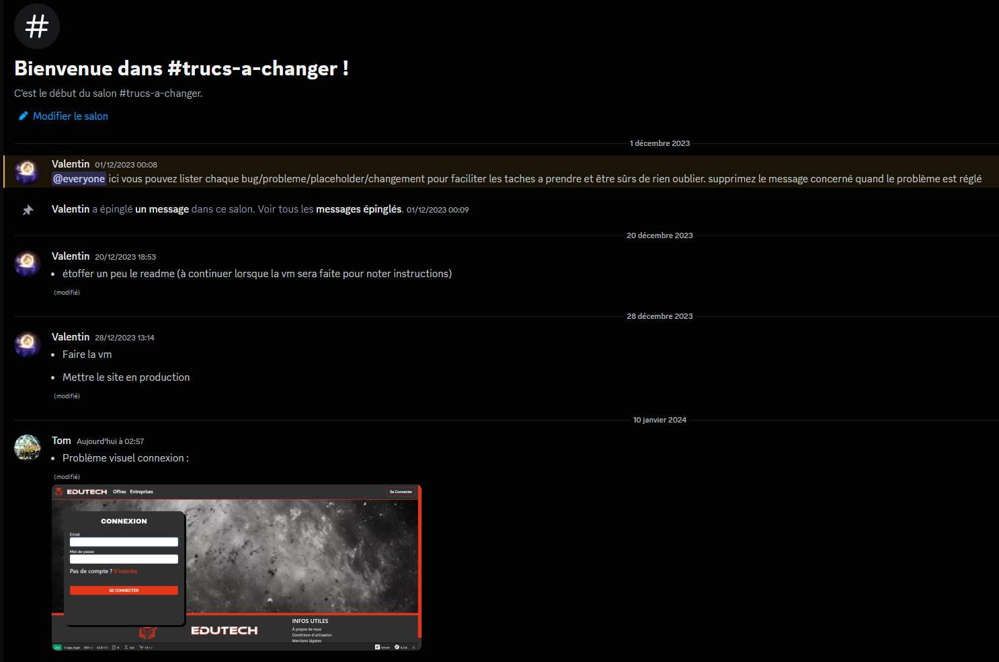 Bienvenue dans #trucs-a-changer !
C'est le début du salon #trucs-a-changer.
Modifier le salon
1 décembre 2023
Valentin 01/12/2023 00:08
@everyone ici vous pouvez lister chaque bug/probleme/placeholder/changement pour faciliter les taches a prendre et être sûrs de rien oublier. supprimez le message concerné quand le problème est réglé
Valentin a épinglé un message dans ce salon. Voir tous les messages épinglés. 01/12/2023 00:09
20 décembre 2023
Valentin 20/12/2023 18:53
• étoffer un peu le readme (à continuer lorsque la vm sera faite pour noter instructions)
(modifié)
28 décembre 2023
Valentin 28/12/2023 13:14
• Faire la vm
• Mettre le site en production
(modifié)
10 janvier 2024
Tom Aujourd'hui à 02:57
• Problème visuel connexion :
(modifié)
EDUTECH Offres Entreprises Se Connecter
CONNEXION
Email
Mot de passe
Pas de compte ? S'inscrire
SE CONNECTER
EDUTECH
INFOS UTILES
À propos de nous
Conditions d'utilisation
Mentions légales
@app_login 6 n/a Server